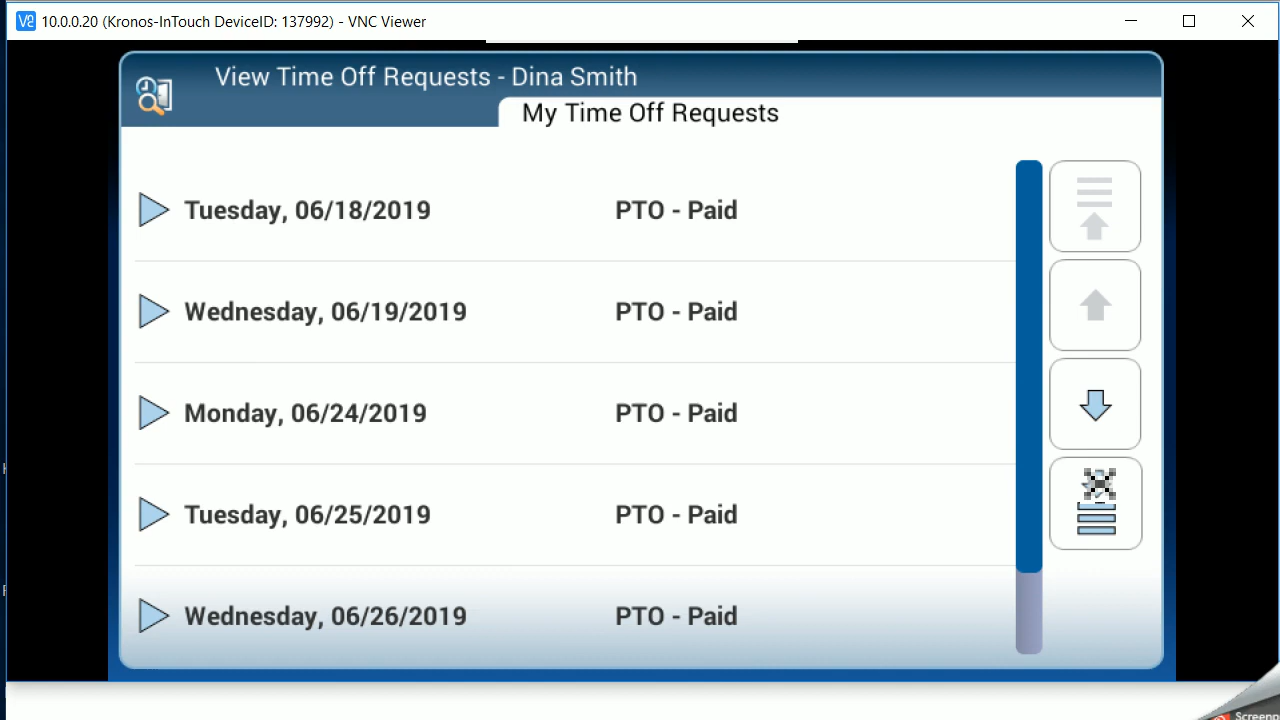 10.0.0.20 (Kronos-InTouch DeviceID: 137992) - VNC Viewer
View Time Off Requests - Dina Smith
My Time Off Requests
Tuesday, 06/18/2019 PTO - Paid
Wednesday, 06/19/2019 PTO - Paid
Monday, 06/24/2019 PTO - Paid
Tuesday, 06/25/2019 PTO - Paid
Wednesday, 06/26/2019 PTO - Paid